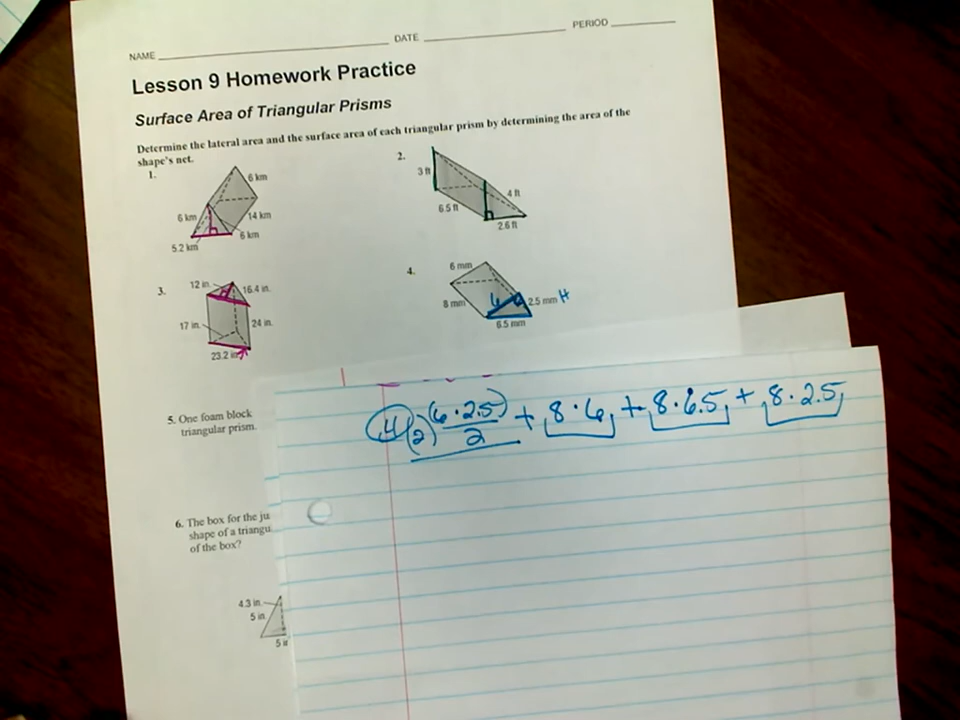 NAME DATE PERIOD
Lesson 9 Homework Practice
Surface Area of Triangular Prisms
Determine the lateral area and the surface area of each triangular prism by determining the area of the
shape's net.
1. 2.
6 km 3 ft
4 ft
6 km 14 km 6.5 ft
6 km 2.6 ft
5.2 km
3. 4.
12 in. 16.4 in. 6 mm
8 mm 6 2.5 mm H
17 in. 24 in. 6.5 mm
23.2 in.
4 (2) (6 · 2.5) / 2 + 8 · 6 + 8 · 6.5 + 8 · 2.5
5. One foam block
triangular prism.
6. The box for the ju
shape of a triangu
of the box?
4.3 in.
5 in.
5 i